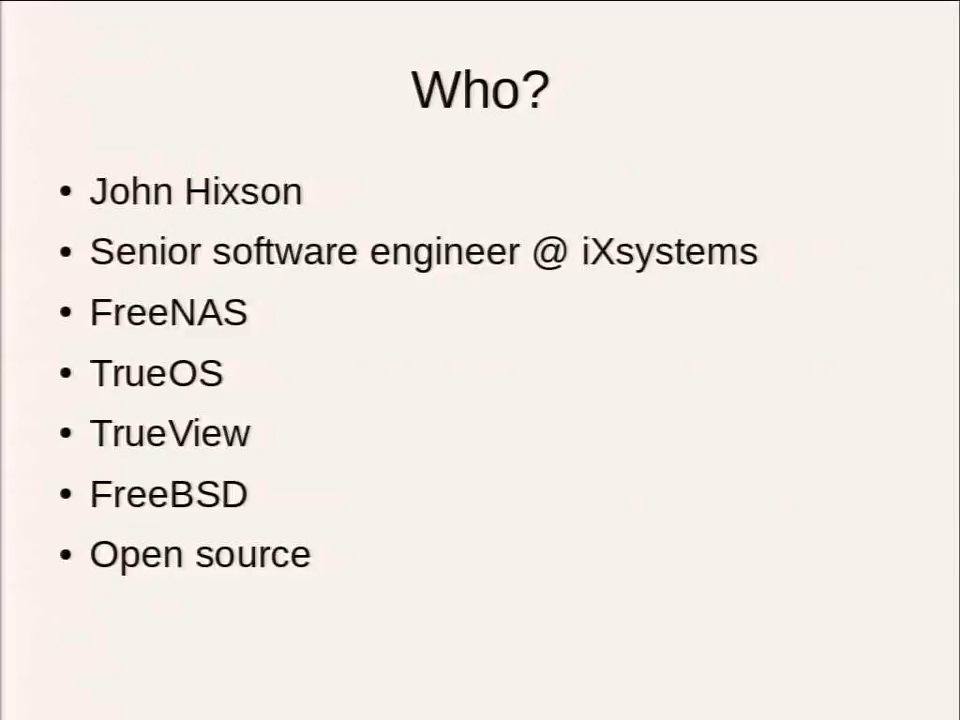 Who?
• John Hixson
• Senior software engineer @ iXsystems
• FreeNAS
• TrueOS
• TrueView
• FreeBSD
• Open source